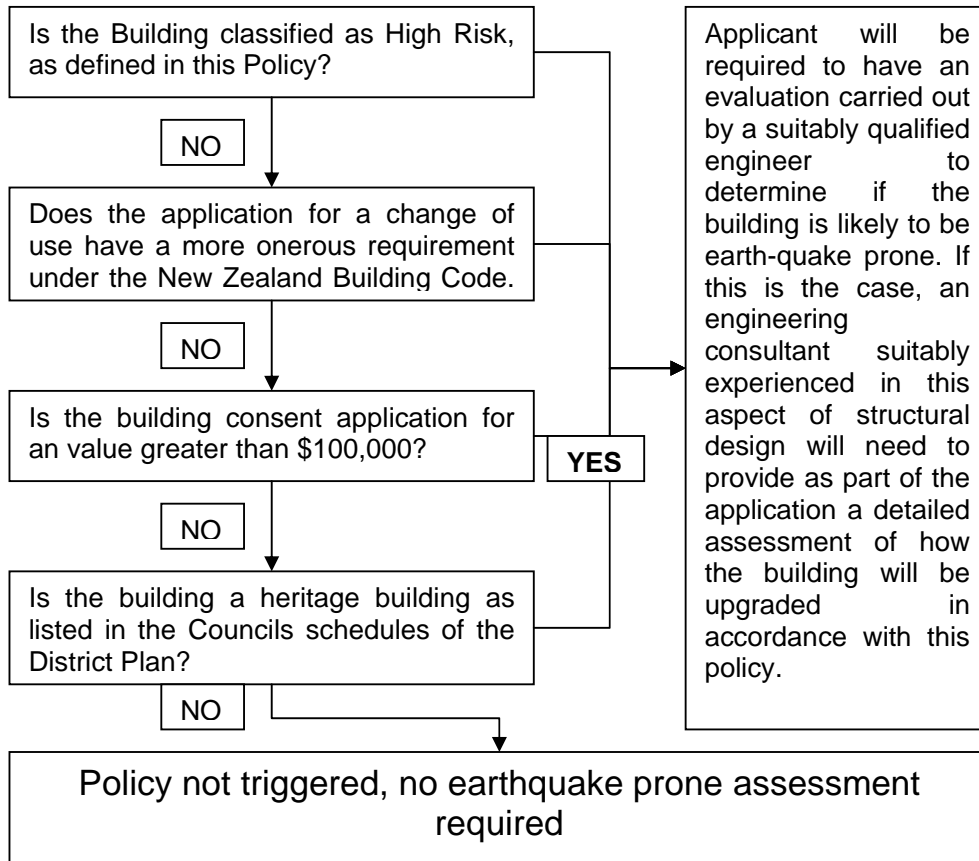 Is the Building classified as High Risk,
as defined in this Policy?
NO
Does the application for a change of
use have a more onerous requirement
under the New Zealand Building Code.
NO
Is the building consent application for
an value greater than $100,000?
YES
NO
Is the building a heritage building as
listed in the Councils schedules of the
District Plan?
NO
Applicant will be
required to have an
evaluation carried out
by a suitably qualified
engineer to
determine if the
building is likely to be
earth-quake prone. If
this is the case, an
engineering
consultant suitably
experienced in this
aspect of structural
design will need to
provide as part of the
application a detailed
assessment of how
the building will be
upgraded in
accordance with this
policy.
Policy not triggered, no earthquake prone assessment
required